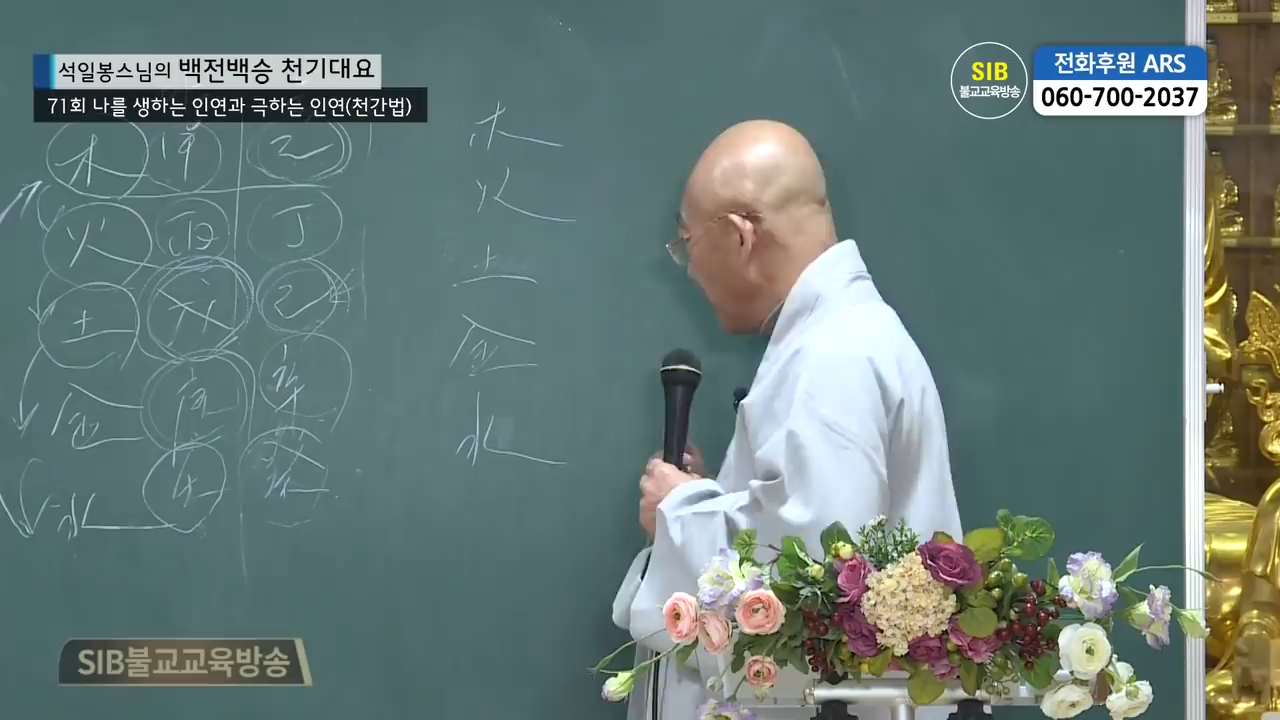 석일봉스님의 백전백승 천기대요
71회 나를 생하는 인연과 극하는 인연(천간법)
SIB
불교교육방송
전화후원 ARS
060-700-2037
木 甲 乙
火 丙 丁
土 戊 己
金 庚 辛
水 壬 癸
木
火
土
金
水
SIB불교교육방송